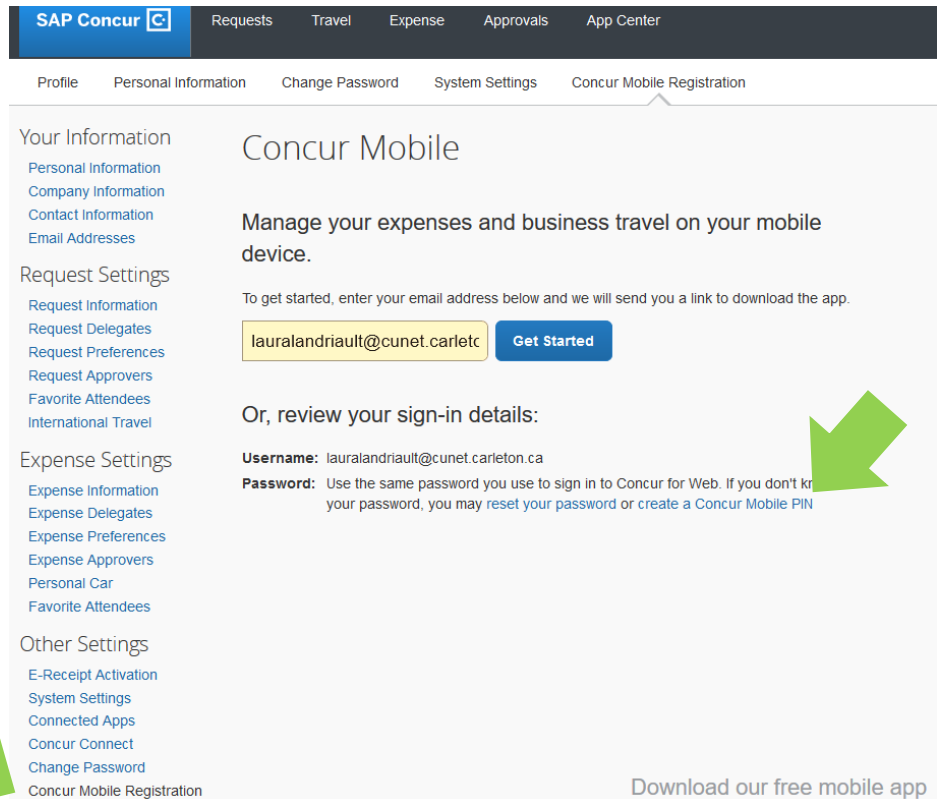 SAP Concur C Requests Travel Expense Approvals App Center
Profile Personal Information Change Password System Settings Concur Mobile Registration
Your Information
Personal Information
Company Information
Contact Information
Email Addresses
Request Settings
Request Information
Request Delegates
Request Preferences
Request Approvers
Favorite Attendees
International Travel
Expense Settings
Expense Information
Expense Delegates
Expense Preferences
Expense Approvers
Personal Car
Favorite Attendees
Other Settings
E-Receipt Activation
System Settings
Connected Apps
Concur Connect
Change Password
Concur Mobile Registration
Concur Mobile
Manage your expenses and business travel on your mobile
device.
To get started, enter your email address below and we will send you a link to download the app.
lauralandriault@cunet.carletc Get Started
Or, review your sign-in details:
Username: lauralandriault@cunet.carleton.ca
Password: Use the same password you use to sign in to Concur for Web. If you don't
your password, you may reset your password or create a Concur Mobile PIN
Download our free mobile app